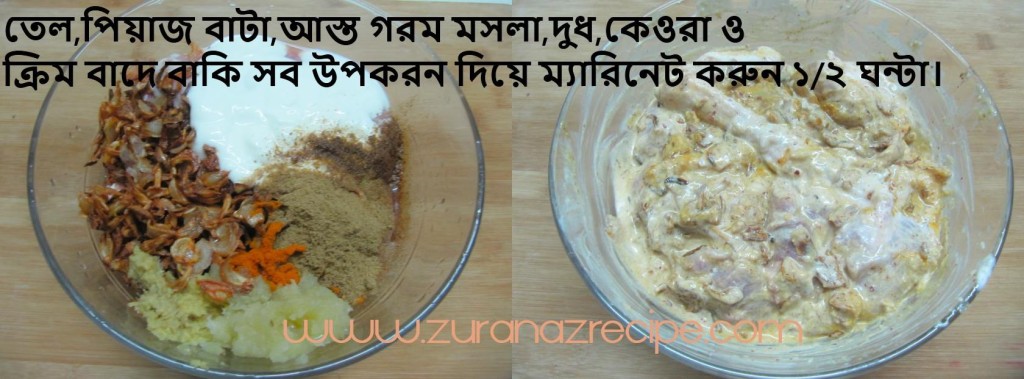 তেল,পিয়াজ বাটা,আস্ত গরম মসলা,দুধ,কেওরা ও
ক্রিম বাদে বাকি সব উপকরন দিয়ে ম্যারিনেট করুন ১/২ ঘন্টা।
www.zuranazrecipe.com